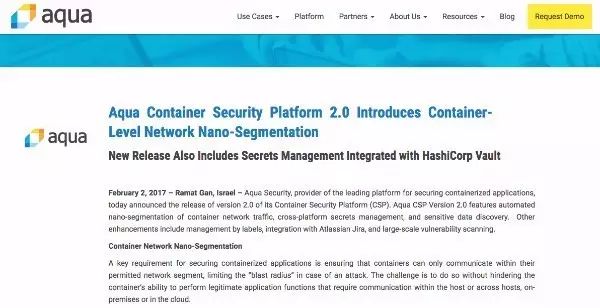 aqua
Use Cases Platform Partners About Us Resources Blog Request Demo
Aqua Container Security Platform 2.0 Introduces Container-
Level Network Nano-Segmentation
aqua
New Release Also Includes Secrets Management Integrated with HashiCorp Vault
February 2, 2017 – Ramat Gan, Israel – Aqua Security, provider of the leading platform for securing containerized applications,
today announced the release of version 2.0 of its Container Security Platform (CSP). Aqua CSP Version 2.0 features automated
nano-segmentation of container network traffic, cross-platform secrets management, and sensitive data discovery. Other
enhancements include management by labels, integration with Atlassian Jira, and large-scale vulnerability scanning.
Container Network Nano-Segmentation
A key requirement for securing containerized applications is ensuring that containers can only communicate within their
permitted network segment, limiting the "blast radius" in case of an attack. The challenge is to do so without hindering the
container's ability to perform legitimate application functions that require communication within the host or across hosts, on-
premises or in the cloud.